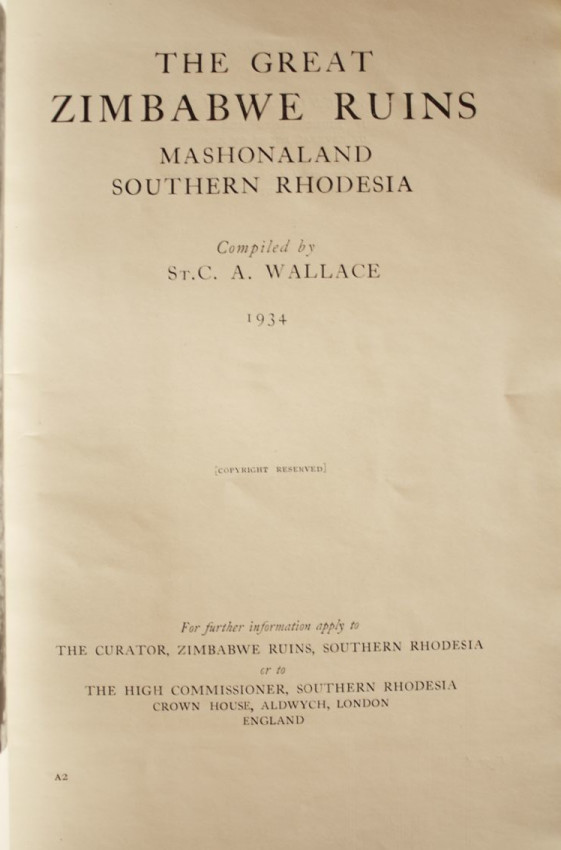 THE GREAT
ZIMBABWE RUINS
MASHONALAND
SOUTHERN RHODESIA
Compiled by
ST.C. A. WALLACE
1934
[COPYRIGHT RESERVED]
For further information apply to
THE CURATOR, ZIMBABWE RUINS, SOUTHERN RHODESIA
or to
THE HIGH COMMISSIONER, SOUTHERN RHODESIA
CROWN HOUSE, ALDWYCH, LONDON
ENGLAND
A2